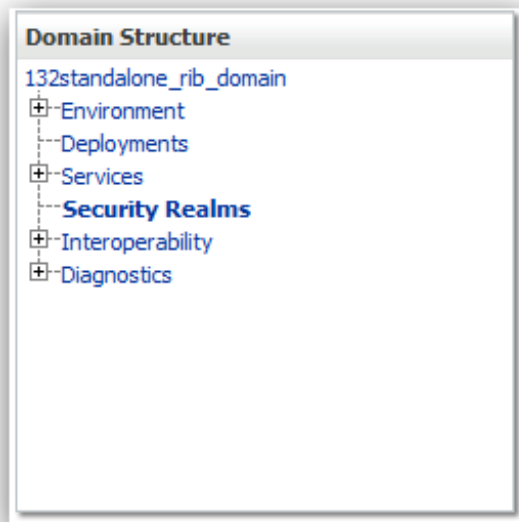 Domain Structure
132standalone_rib_domain
Environment
Deployments
Services
Security Realms
Interoperability
Diagnostics